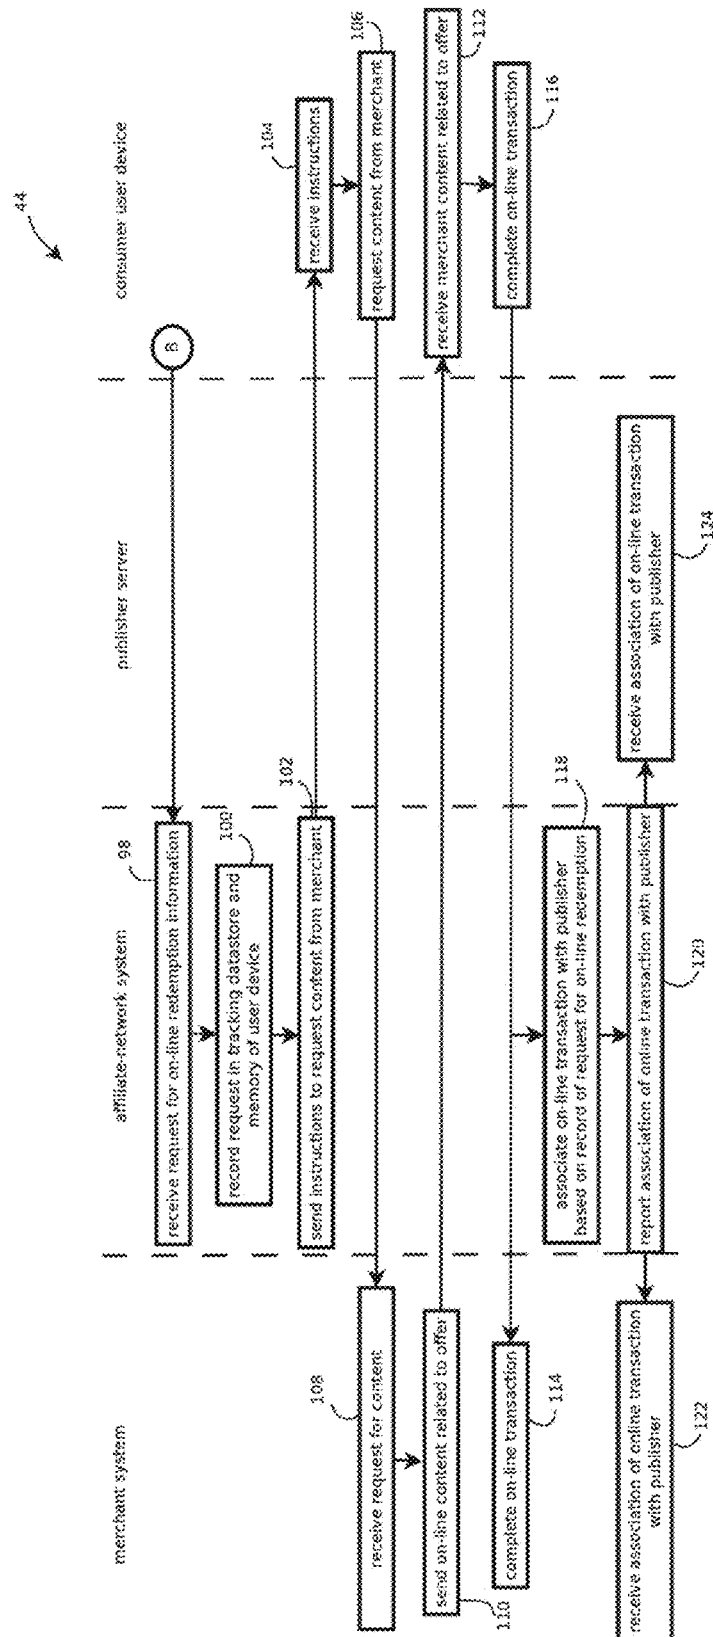 44
merchant system
affiliate-network system
publisher server
consumer user device
B
receive request for on-line redemption information
98
record request in tracking datastore and
memory of user device
100
send instructions to request content from merchant
102
receive instructions
104
request content from merchant
106
receive request for content
108
send on-line content related to offer
110
receive merchant content related to offer
112
complete on-line transaction
114
complete on-line transaction
116
associate on-line transaction with publisher
based on record of request for on-line redemption
118
report association of online transaction with publisher
120
receive association of online transaction
with publisher
122
receive association of on-line transaction
with publisher
124